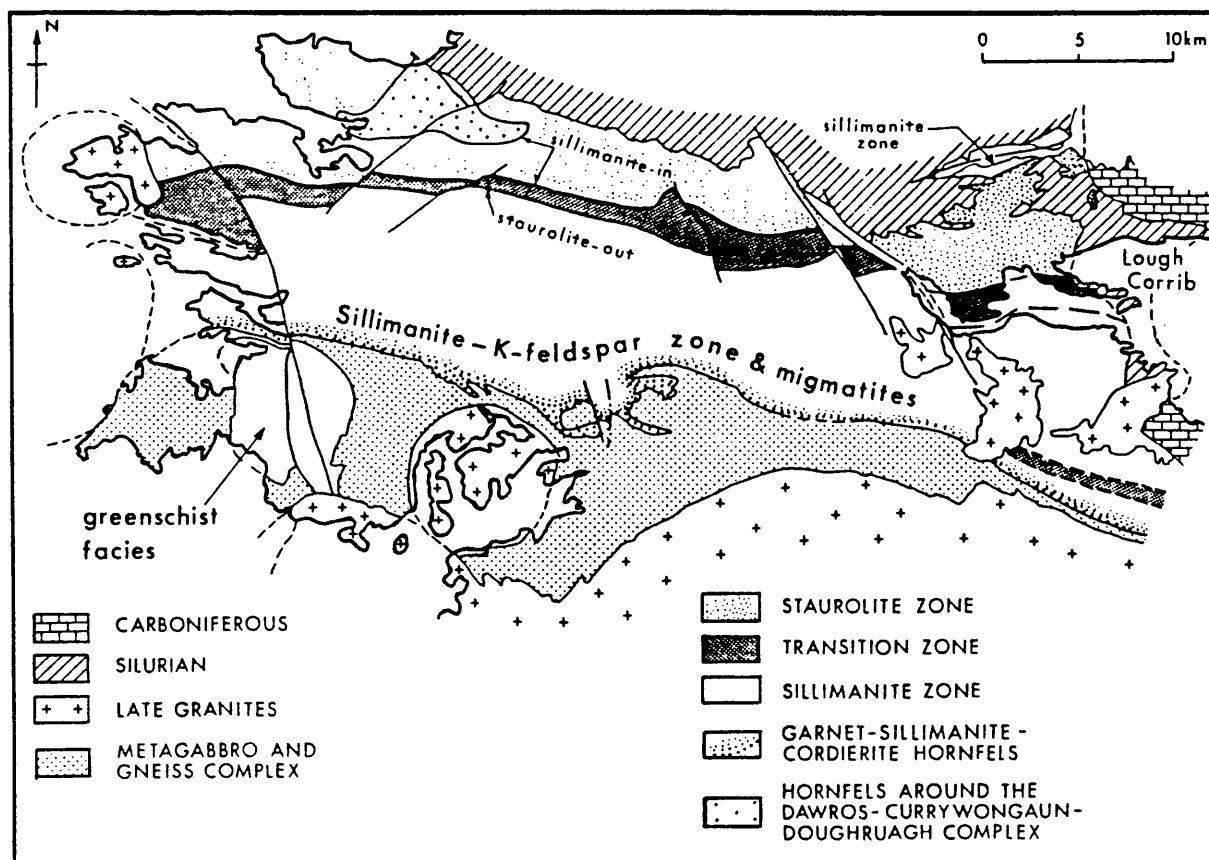 N
0 5 10km
sillimanite
zone
sillimanite-in
staurolite-out
Lough
Corrib
Sillimanite-K-feldspar zone & migmatites
greenschist
facies
CARBONIFEROUS
SILURIAN
LATE GRANITES
METAGABBRO AND
GNEISS COMPLEX
STAUROLITE ZONE
TRANSITION ZONE
SILLIMANITE ZONE
GARNET-SILLIMANITE-
CORDIERITE HORNFELS
HORNFELS AROUND THE
DAWROS-CURRYWONGAUN-
DOUGHRUAGH COMPLEX